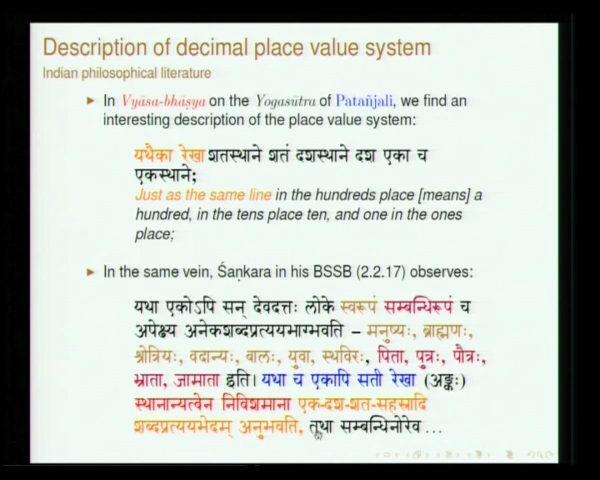 Description of decimal place value system
Indian philosophical literature
► In Vyāsa-bhāṣya on the Yogasūtra of Patañjali, we find an
interesting description of the place value system:
यथैका रेखा शतस्थाने शतं दशस्थाने दश एका च
एकस्थाने;
Just as the same line in the hundreds place [means] a
hundred, in the tens place ten, and one in the ones
place;
► In the same vein, Śaṇkara in his BSSB (2.2.17) observes:
यथा एकोऽपि सन् देवदत्तः लोके स्वरूपं सम्बन्धिरूपं च
अपेक्ष्य अनेकशब्दप्रत्ययभाग्भवति – मनुष्यः, ब्राह्मणः,
श्रोत्रियः, वदान्यः, बालः, युवा, स्थविरः, पिता, पुत्रः, पौत्रः,
भ्राता, जामाता इति। यथा च एकापि सती रेखा (अङ्कः)
स्थानान्यत्वेन निविशमाना एक-दश-शत-सहस्रादि
शब्दप्रत्ययभेदम् अनुभवति, तथा सम्बन्धिनोरेव ...